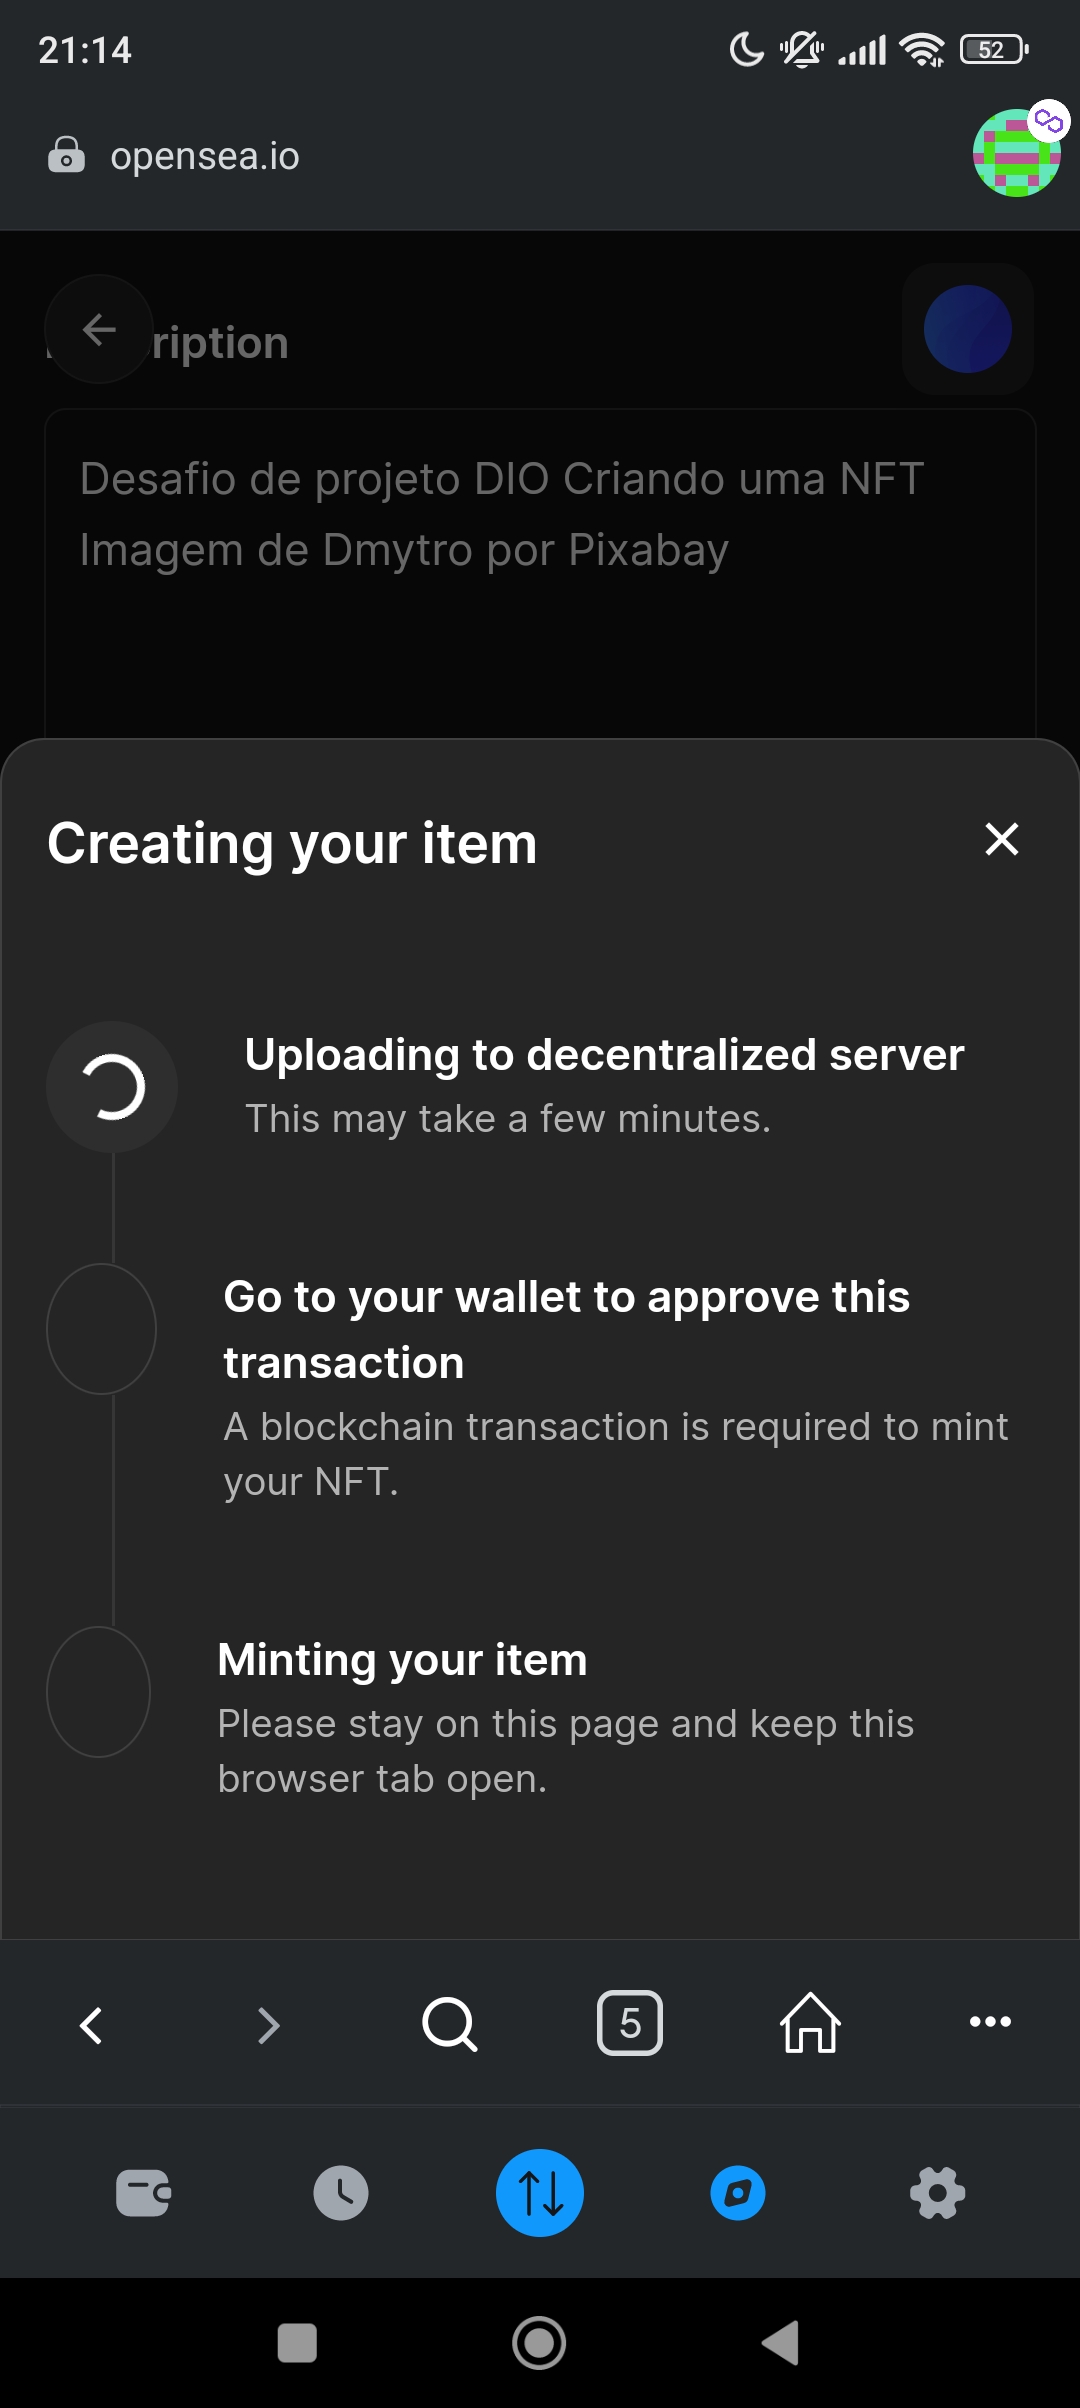 21:14
52
opensea.io
ription
Desafio de projeto DIO Criando uma NFT
Imagem de Dmytro por Pixabay
Creating your item
Uploading to decentralized server
This may take a few minutes.
Go to your wallet to approve this
transaction
A blockchain transaction is required to mint
your NFT.
Minting your item
Please stay on this page and keep this
browser tab open.
5